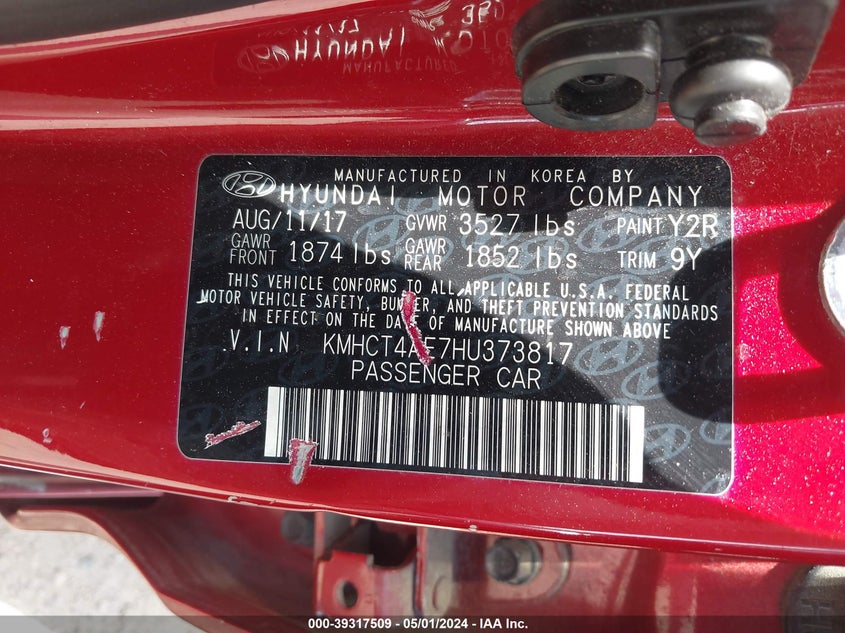 MANUFACTURED IN KOREA BY
HYUNDAI MOTOR COMPANY
AUG/11/17 GVWR 3527 lbs PAINT Y2R
GAWR FRONT 1874 lbs GAWR REAR 1852 lbs TRIM 9Y
THIS VEHICLE CONFORMS TO ALL APPLICABLE U.S.A. FEDERAL
MOTOR VEHICLE SAFETY, BUMPER, AND THEFT PREVENTION STANDARDS
IN EFFECT ON THE DATE OF MANUFACTURE SHOWN ABOVE
V.I.N KMHCT4AE7HU373817
PASSENGER CAR
000-39317509 - 05/01/2024 - IAA Inc.